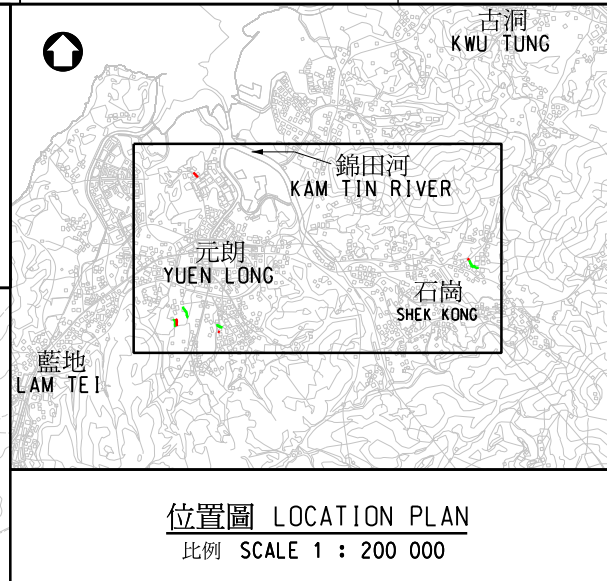 古洞
KWU TUNG
錦田河
KAM TIN RIVER
元朗
YUEN LONG
石崗
SHEK KONG
藍地
LAM TEI
位置圖 LOCATION PLAN
比例 SCALE 1 : 200 000